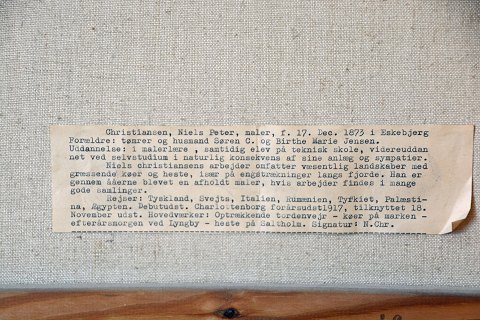 Christiansen, Niels Peter, maler, f. 17. Dec. 1873 i Eskebjerg
Forældre: tømrer og husmand Søren C. og Birthe Marie Jensen.
Uddannelse: i malerlære , samtidig elev på teknisk skole, videreuddan
net ved selvstudium i naturlig konsekvens af sine anlæg og sympatier.
Niels christiansens arbejder omfatter væsentlig landskaber med
græssende køer og heste, især på engstrækninger langs fjorde. Han er
gennem åaerne blevet en afholdt maler, hvis arbejder findes i mange
gode samlinger.
Rejser: Tyskland, Svejts, Italien, Rumænien, Tyrkiet, Palæsti-
na, Ægypten. Debutudst. Charlottenborg forårsudst1917, tilknyttet 18.
November udst. Hovedværker: Optrækkende tordenvejr - køer på marken -
efterårsmorgen ved Lyngby - heste på Saltholm. Signatur: N.Chr.